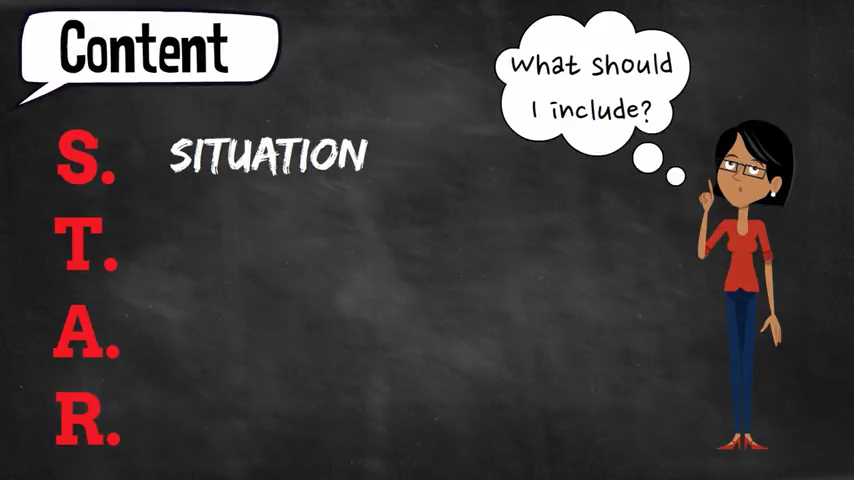 Content
What should
I include?
S. SITUATION
T.
A.
R.